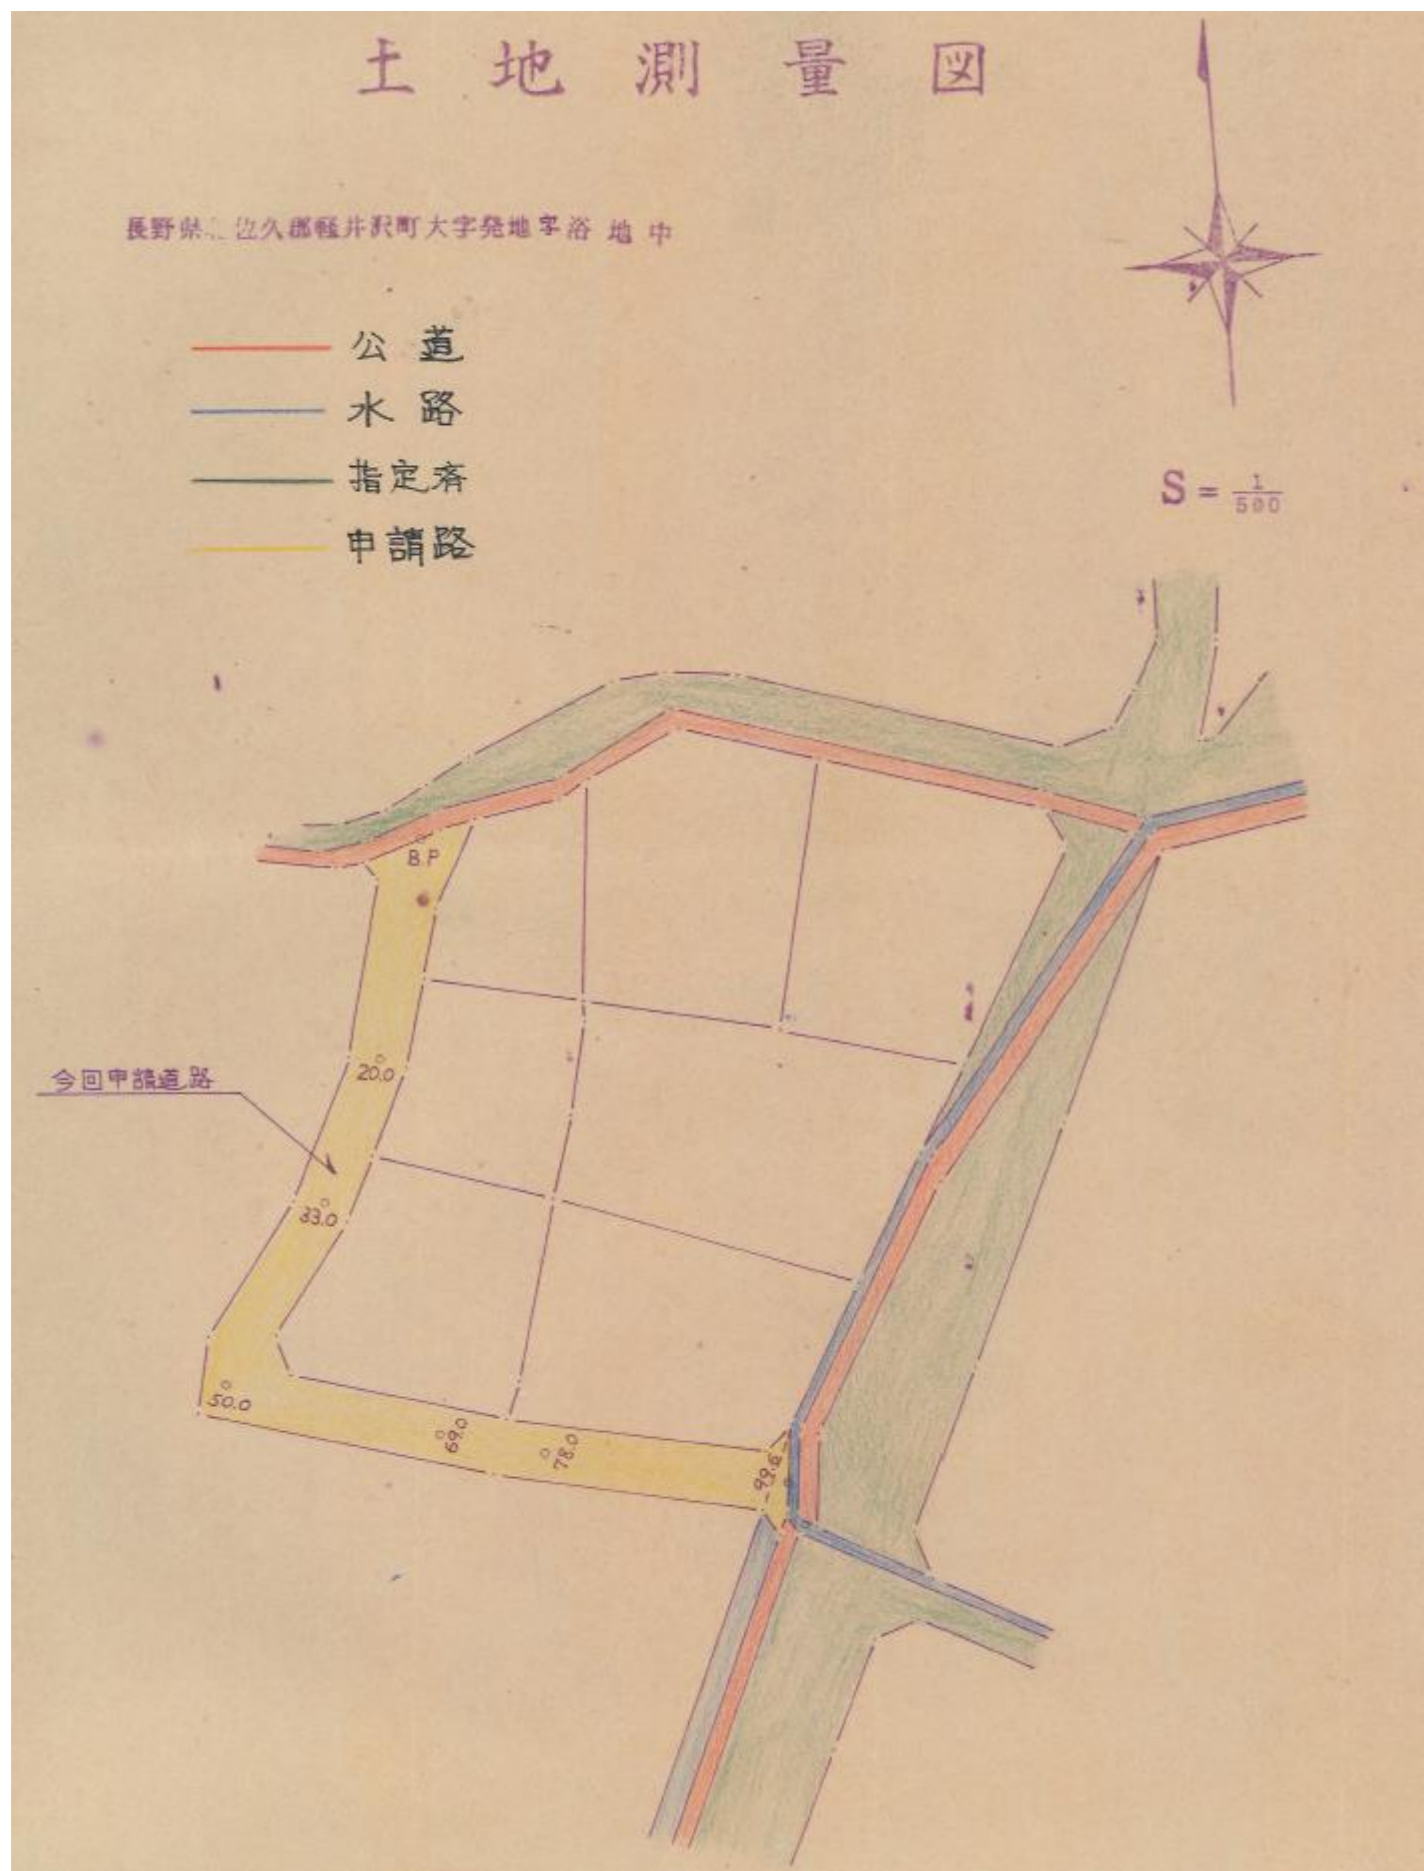 土地測量図
長野県北佐久郡軽井沢町大字発地字浴地中
公道
水路
指定済
申請路
S = 1/500
B.P
20.0
今回申請道路
33.0
50.0
69.0
78.0
99.6